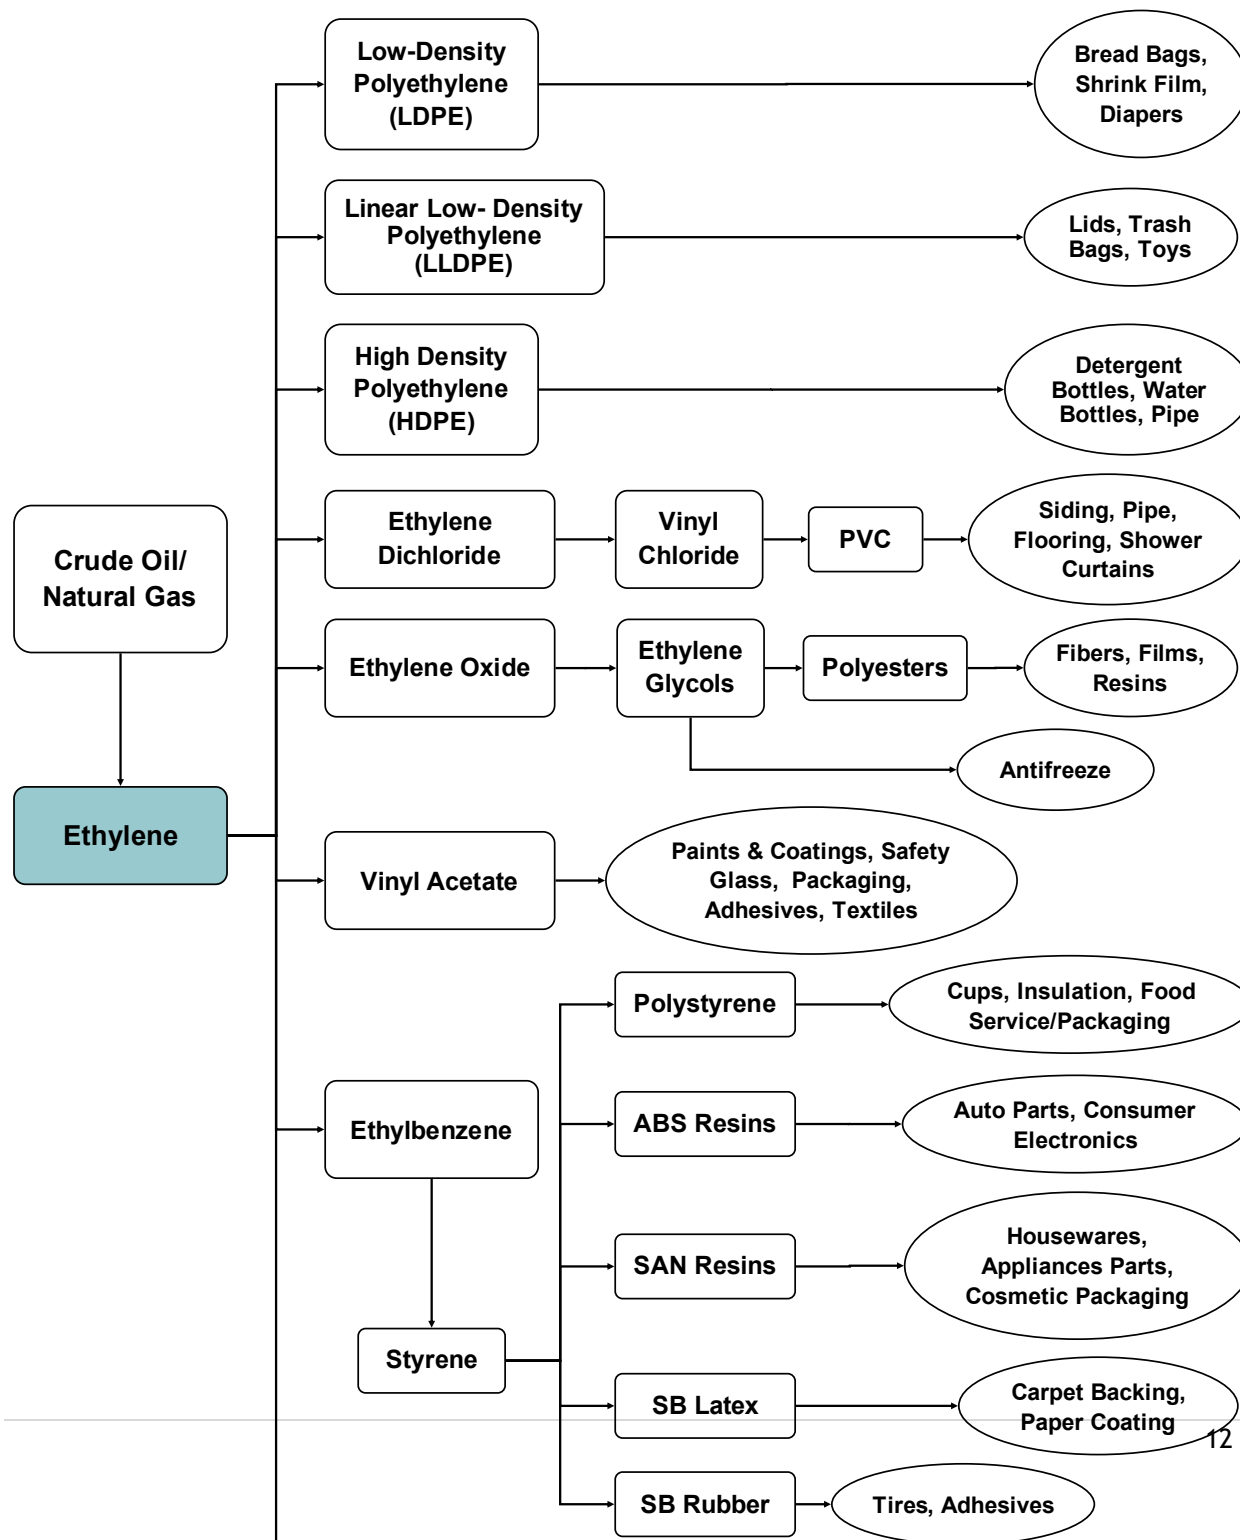 Low-Density
Polyethylene
(LDPE)
Bread Bags,
Shrink Film,
Diapers
Linear Low- Density
Polyethylene
(LLDPE)
Lids, Trash
Bags, Toys
High Density
Polyethylene
(HDPE)
Detergent
Bottles, Water
Bottles, Pipe
Crude Oil/
Natural Gas
Ethylene
Dichloride
Vinyl
Chloride
PVC
Siding, Pipe,
Flooring, Shower
Curtains
Ethylene Oxide
Ethylene
Glycols
Polyesters
Fibers, Films,
Resins
Antifreeze
Ethylene
Vinyl Acetate
Paints & Coatings, Safety
Glass, Packaging,
Adhesives, Textiles
Polystyrene
Cups, Insulation, Food
Service/Packaging
Ethylbenzene
ABS Resins
Auto Parts, Consumer
Electronics
SAN Resins
Housewares,
Appliances Parts,
Cosmetic Packaging
Styrene
SB Latex
Carpet Backing,
Paper Coating
12
SB Rubber
Tires, Adhesives